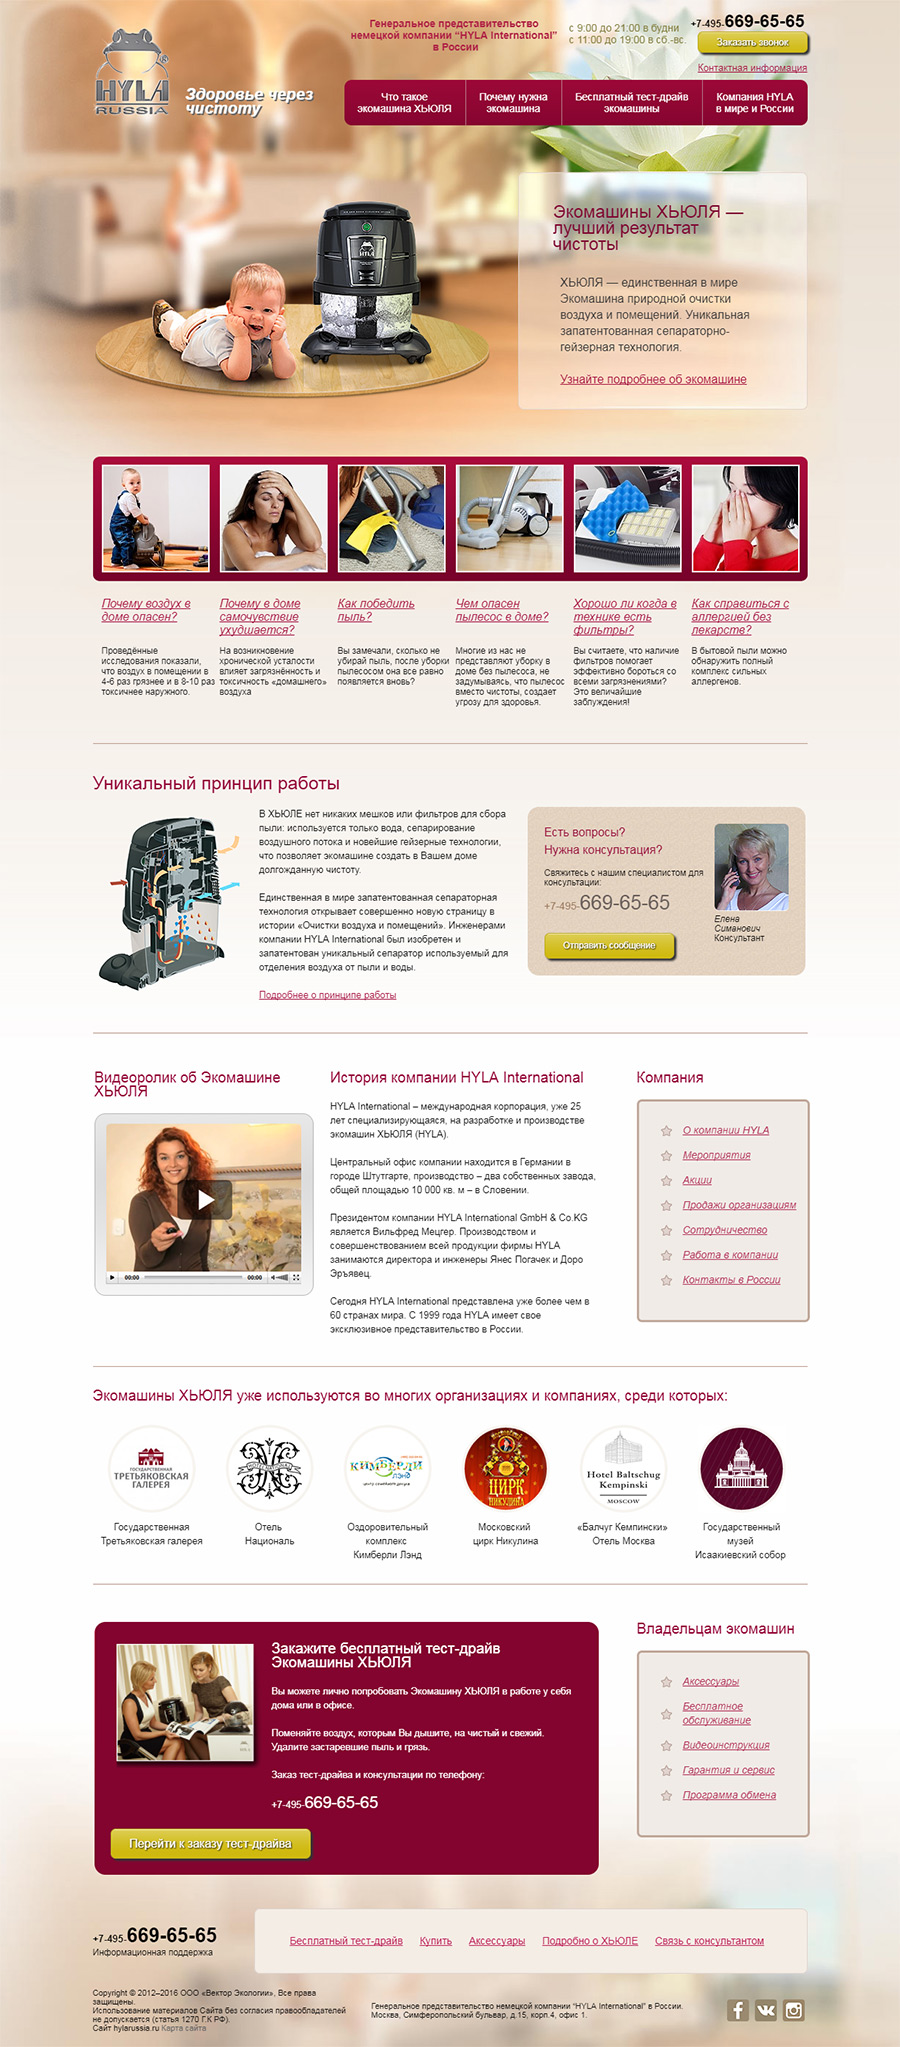 HYLA
RUSSIA
Здоровье через
чистоту
Генеральное представительство
немецкой компании “HYLA International”
в России
с 9:00 до 21:00 в будни
с 11:00 до 19:00 в сб.-вс.
+7-495-669-65-65
Заказать звонок
Контактная информация
Что такое
экомашина ХЬЮЛЯ
Почему нужна
экомашина
Бесплатный тест-драйв
экомашины
Компания HYLA
в мире и России
Экомашины ХЬЮЛЯ —
лучший результат
чистоты
ХЬЮЛЯ — единственная в мире
Экомашина природной очистки
воздуха и помещений. Уникальная
запатентованная сепараторно-
гейзерная технология.
Узнайте подробнее об экомашине
HYLA
Почему воздух в
доме опасен?
Проведённые
исследования показали,
что воздух в помещении в
4-6 раз грязнее и в 8-10 раз
токсичнее наружного.
Почему в доме
самочувствие
ухудшается?
На возникновение
хронической усталости
влияет загрязнённость и
токсичность «домашнего»
воздуха
Как победить
пыль?
Вы замечали, сколько не
убирай пыль, после уборки
пылесосом она все равно
появляется вновь?
Чем опасен
пылесос в доме?
Многие из нас не
представляют уборку в
доме без пылесоса, не
задумываясь, что пылесос
вместо чистоты, создает
угрозу для здоровья.
Хорошо ли когда в
технике есть
фильтры?
Вы считаете, что наличие
фильтров помогает
эффективно бороться со
всеми загрязнениями?
Это величайшие
заблуждения!
Как справиться с
аллергией без
лекарств?
В бытовой пыли можно
обнаружить полный
комплекс сильных
аллергенов.
Уникальный принцип работы
В ХЬЮЛЕ нет никаких мешков или фильтров для сбора
пыли: используется только вода, сепарирование
воздушного потока и новейшие гейзерные технологии,
что позволяет экомашине создать в Вашем доме
долгожданную чистоту.
Единственная в мире запатентованная сепараторная
технология открывает совершенно новую страницу в
истории «Очистки воздуха и помещений». Инженерами
компании HYLA International был изобретен и
запатентован уникальный сепаратор используемый для
отделения воздуха от пыли и воды.
Подробнее о принципе работы
Есть вопросы?
Нужна консультация?
Свяжитесь с нашим специалистом для
консультации:
+7-495-669-65-65
Отправить сообщение
Елена
Симанович
Консультант
Видеоролик об Экомашине
ХЬЮЛЯ
00:00
00:00
История компании HYLA International
HYLA International – международная корпорация, уже 25
лет специализирующаяся, на разработке и производстве
экомашин ХЬЮЛЯ (HYLA).
Центральный офис компании находится в Германии в
городе Штутгарте, производство – два собственных завода,
общей площадью 10 000 кв. м – в Словении.
Президентом компании HYLA International GmbH & Co.KG
является Вильфред Мецгер. Производством и
совершенствованием всей продукции фирмы HYLA
занимаются директора и инженеры Янес Погачек и Доро
Эръявец.
Сегодня HYLA International представлена уже более чем в
60 странах мира. С 1999 года HYLA имеет свое
эксклюзивное представительство в России.
Компания
О компании HYLA
Мероприятия
Акции
Продажи организациям
Сотрудничество
Работа в компании
Контакты в России
Экомашины ХЬЮЛЯ уже используются во многих организациях и компаниях, среди которых:
ГОСУДАРСТВЕННАЯ
ТРЕТЬЯКОВСКАЯ
ГАЛЕРЕЯ
КИМБЕРЛИ
ЛЭНД
ЦИРК
НИКУЛИНА
Hotel Baltschug
Kempinski
MOSCOW
Государственная
Третьяковская галерея
Отель
Националь
Оздоровительный
комплекс
Кимберли Лэнд
Московский
цирк Никулина
«Балчуг Кемпински»
Отель Москва
Государственный
музей
Исаакиевский собор
Закажите бесплатный тест-драйв
Экомашины ХЬЮЛЯ
Вы можете лично попробовать Экомашину ХЬЮЛЯ в работе у себя
дома или в офисе.
Поменяйте воздух, которым Вы дышите, на чистый и свежий.
Удалите застаревшие пыль и грязь.
Заказ тест-драйва и консультации по телефону:
+7-495-669-65-65
Перейти к заказу тест-драйва
Владельцам экомашин
Аксессуары
Бесплатное
обслуживание
Видеоинструкция
Гарантия и сервис
Программа обмена
+7-495-669-65-65
Информационная поддержка
Бесплатный тест-драйв
Купить
Аксессуары
Подробно о ХЬЮЛЕ
Связь с консультантом
Copyright © 2012–2016 ООО «Вектор Экологии», Все права
защищены.
Использование материалов Сайта без согласия правообладателей
не допускается (статья 1270 Г.К РФ).
Сайт hylarussia.ru Карта сайта
Генеральное представительство немецкой компании “HYLA International” в России.
Москва, Симферопольский бульвар, д.15, корп.4, офис 1.